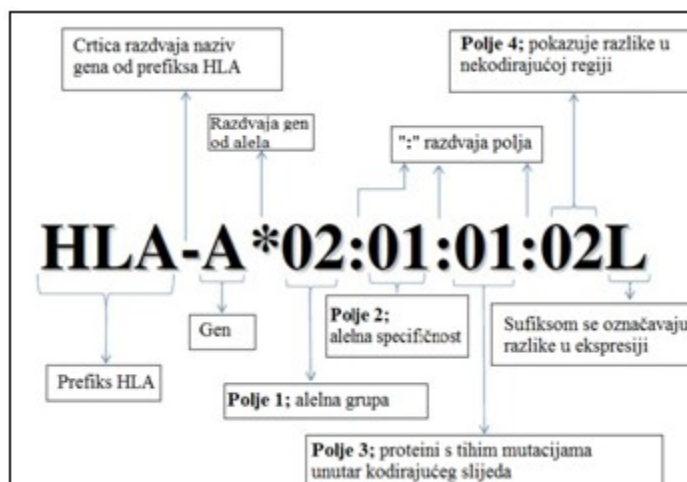 Crtica razdvaja naziv
gena od prefiksa HLA
Polje 4; pokazuje razlike u
nekodirajućoj regiji
Razdvaja gen
od alela
":" razdvaja polja
HLA-A*02:01:01:02L
Prefiks HLA
Gen
Polje 1; alelna grupa
Polje 2;
alelna specifičnost
Polje 3; proteini s tihim mutacijama
unutar kodirajućeg slijeda
Sufiksom se označavaju
razlike u ekspresiji